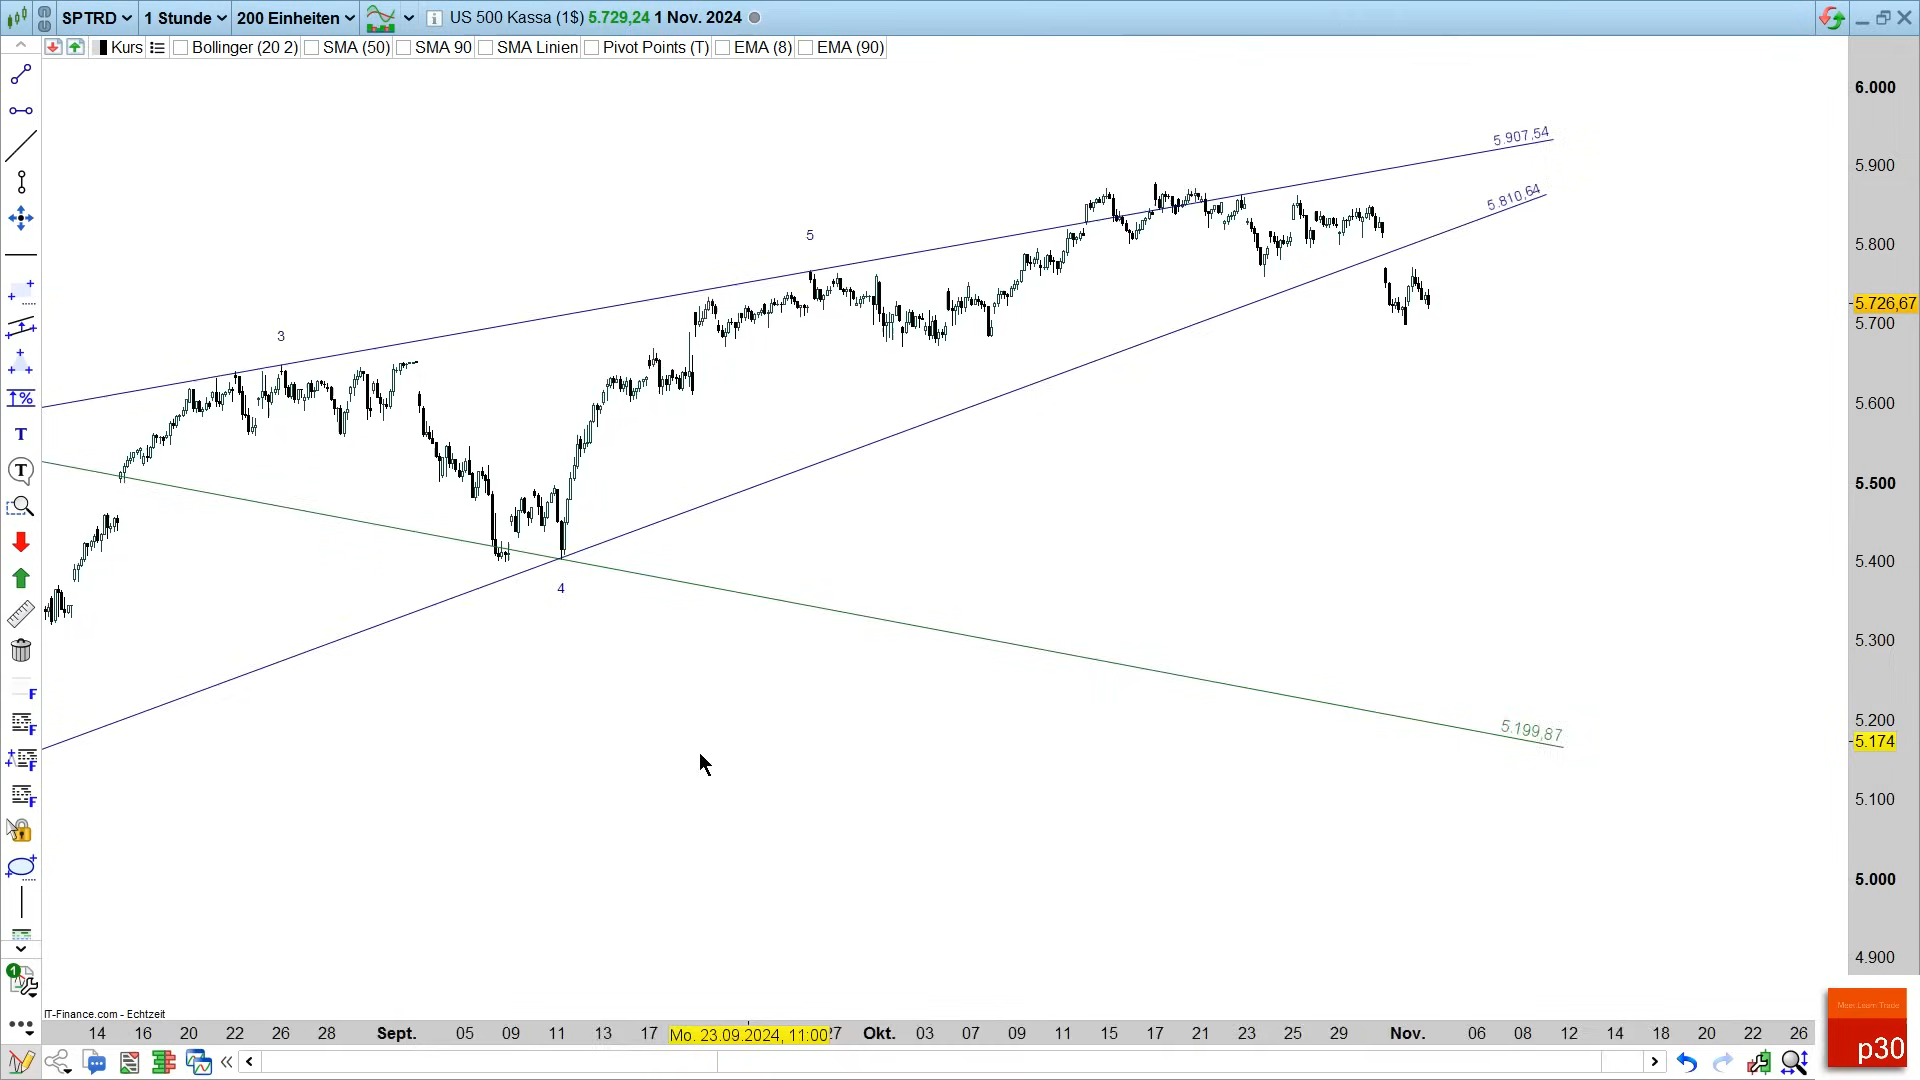 SPTRD 1 Stunde 200 Einheiten US 500 Kassa (1$) 5.729,24 1 Nov. 2024
Kurs Bollinger (20 2) SMA (50) SMA 90 SMA Linien Pivot Points (T) EMA (8) EMA (90)
6.000
5.907,54
5.900
5.810,64
5
5.800
5.726,67
5.700
3
5.600
5.500
5.400
4
5.300
5.200
5.199,87
5.174
5.100
5.000
4.900
%
T
T
F
F
F
F
1
IT-Finance.com - Echtzeit
14 16 20 22 26 28 Sept. 05 09 11 13 17 Mo. 23.09.2024, 11:00 27 Okt. 03 07 09 11 15 17 21 23 25 29 Nov. 06 08 12 14 18 20 22 26
Meet Learn Trade
p30